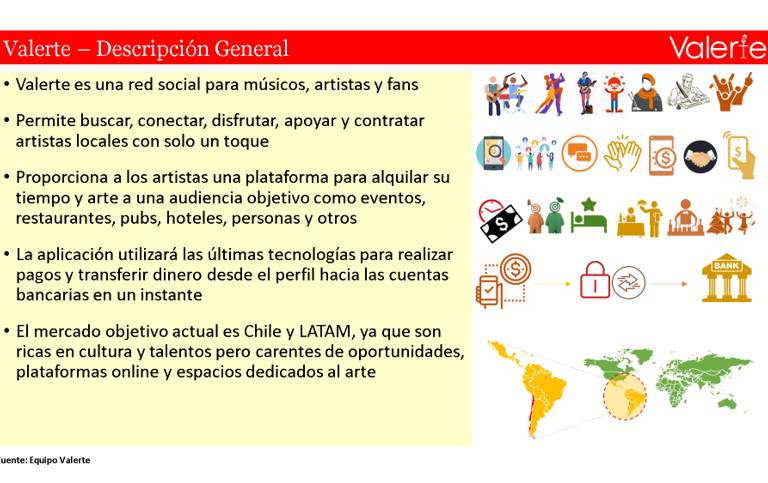 Valerte – Descripción General
Valerte
• Valerte es una red social para músicos, artistas y fans
• Permite buscar, conectar, disfrutar, apoyar y contratar
artistas locales con solo un toque
• Proporciona a los artistas una plataforma para alquilar su
tiempo y arte a una audiencia objetivo como eventos,
restaurantes, pubs, hoteles, personas y otros
• La aplicación utilizará las últimas tecnologías para realizar
pagos y transferir dinero desde el perfil hacia las cuentas
bancarias en un instante
• El mercado objetivo actual es Chile y LATAM, ya que son
ricas en cultura y talentos pero carentes de oportunidades,
plataformas online y espacios dedicados al arte
BANK
uente: Equipo Valerte